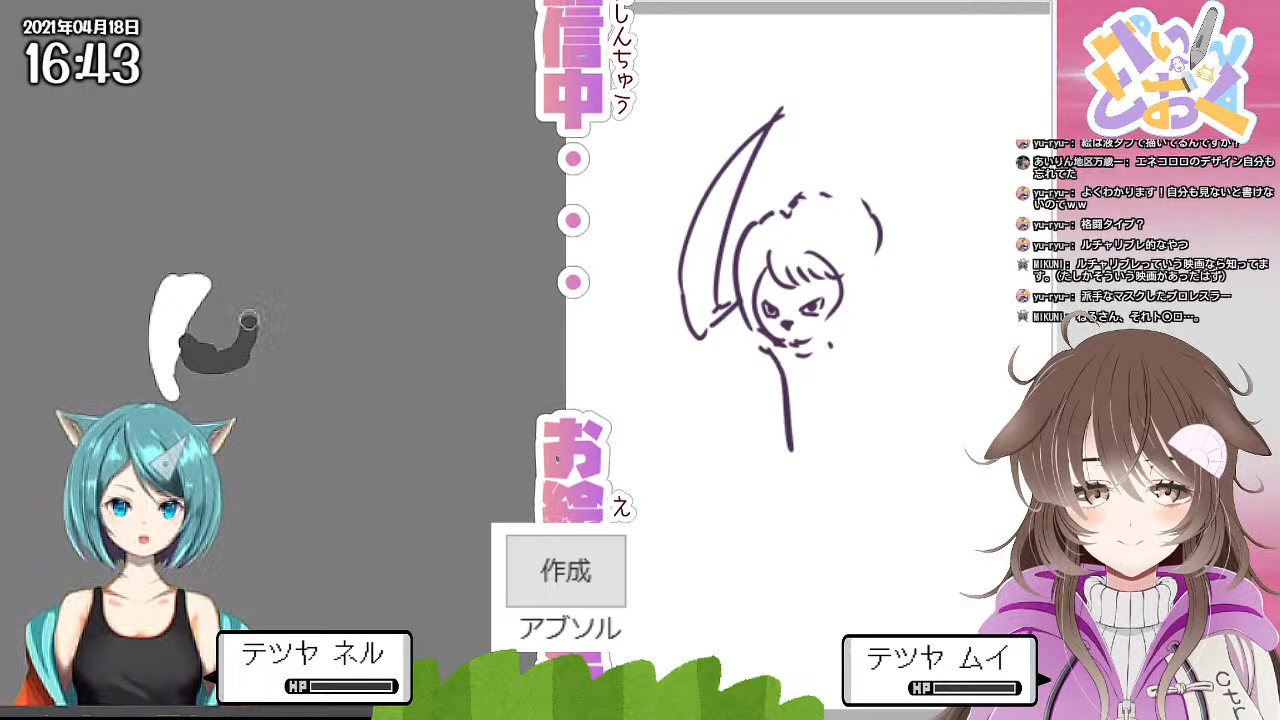 2021年04月18日
16:43
信中
しんちゅう
かいどおく
yu-ryu-: 絵は液タブで描いてるんですか？
あいりん地区万歳ー: エネコロロのデザイン自分も
忘れてた
yu-ryu-: よくわかります！自分も見ないと書けな
いのでｗｗ
yu-ryu-: 格闘タイプ？
yu-ryu-: ルチャリブレ的なやつ
MIKUNI: ルチャリブレっていう映画なら知ってま
す。（たしかそういう映画があったはず）
yu-ryu-: 派手なマスクしたプロレスラー
MIKUNI: ねるさん、それト〇ロ…。
お絵
え
作成
アブソル
テツヤ ネル
HP
テツヤ ムイ
HP